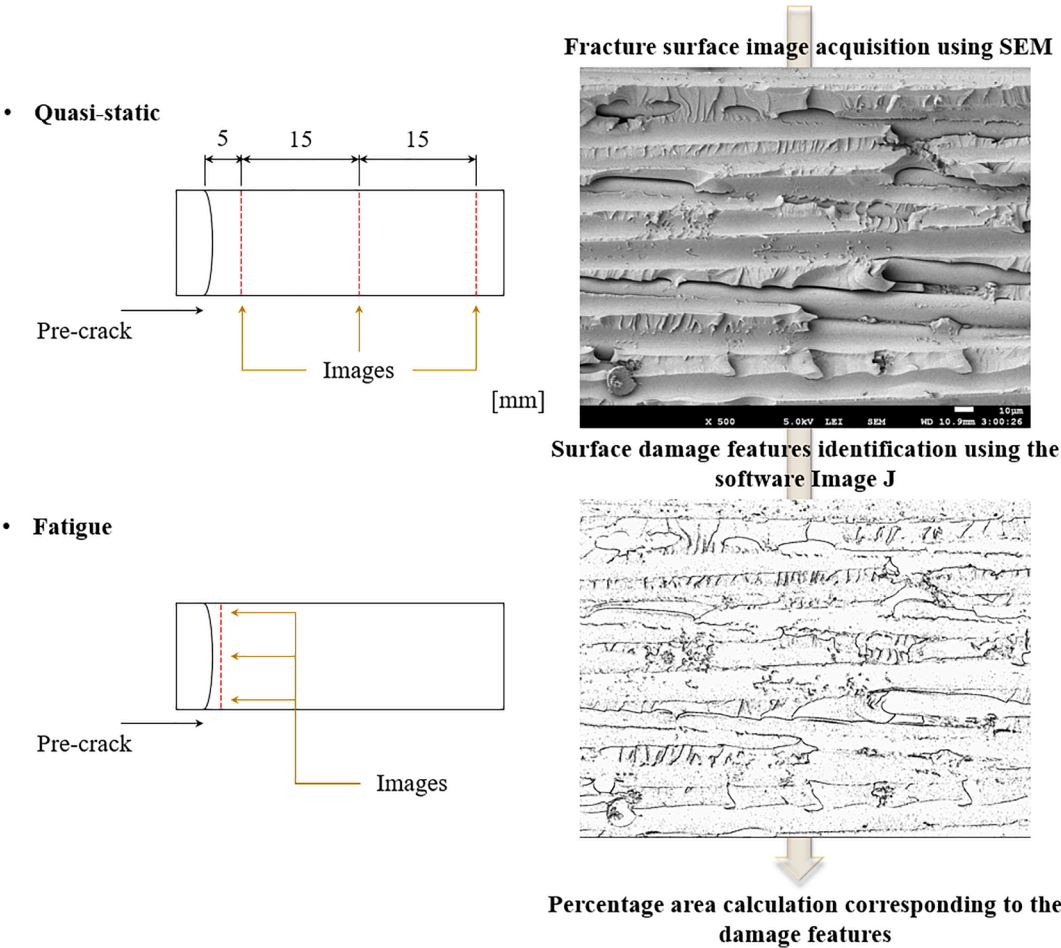 Fracture surface image acquisition using SEM
• Quasi-static
5 15 15
Pre-crack
Images
[mm]
10μm
X 500 5.0kV LEI SEM WD 10.9mm 3:00:26
Surface damage features identification using the
software Image J
• Fatigue
Pre-crack
Images
Percentage area calculation corresponding to the
damage features